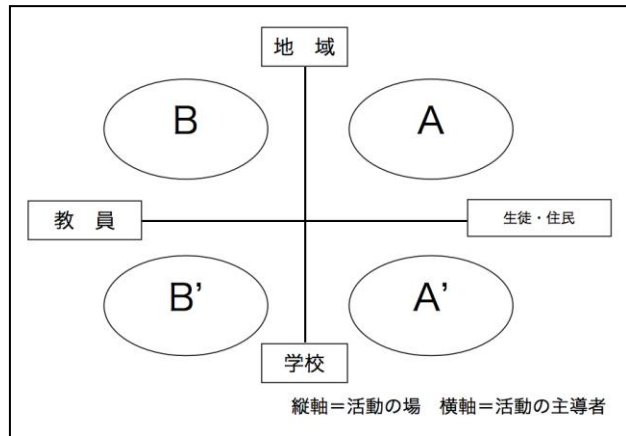 地　域
B
A
教　員
生徒・住民
B’
A’
学校
縦軸＝活動の場　横軸＝活動の主導者